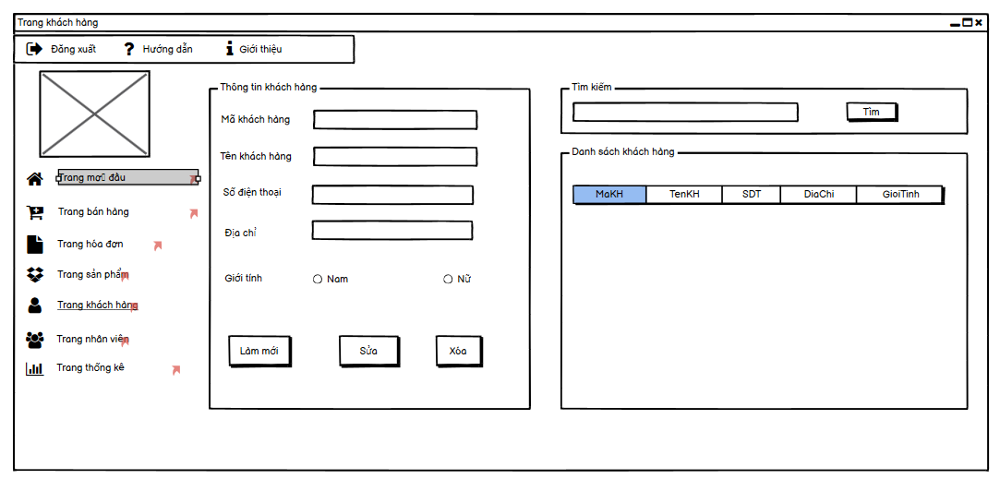 Trang khách hàng
Đăng xuất
Hướng dẫn
Giới thiệu
Trang mơ đầu
Trang bán hàng
Trang hóa đơn
Trang sản phẩm
Trang khách hàng
Trang nhân viên
Trang thống kê
Thông tin khách hàng
Mã khách hàng
Tên khách hàng
Số điện thoại
Địa chỉ
Giới tính
Nam
Nữ
Làm mới
Sửa
Xóa
Tìm kiếm
Tìm
Danh sách khách hàng
MaKH
TenKH
SDT
DiaChi
GioiTinh